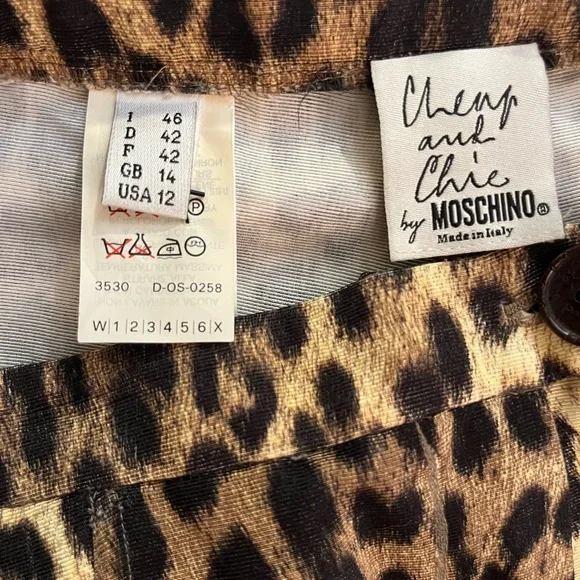 I 46
D 42
F 42
GB 14
USA 12
P
3530 D-OS-0258
W|1|2|3|4|5|6|X
Cheap
and
Chic
by MOSCHINO®
Made in Italy